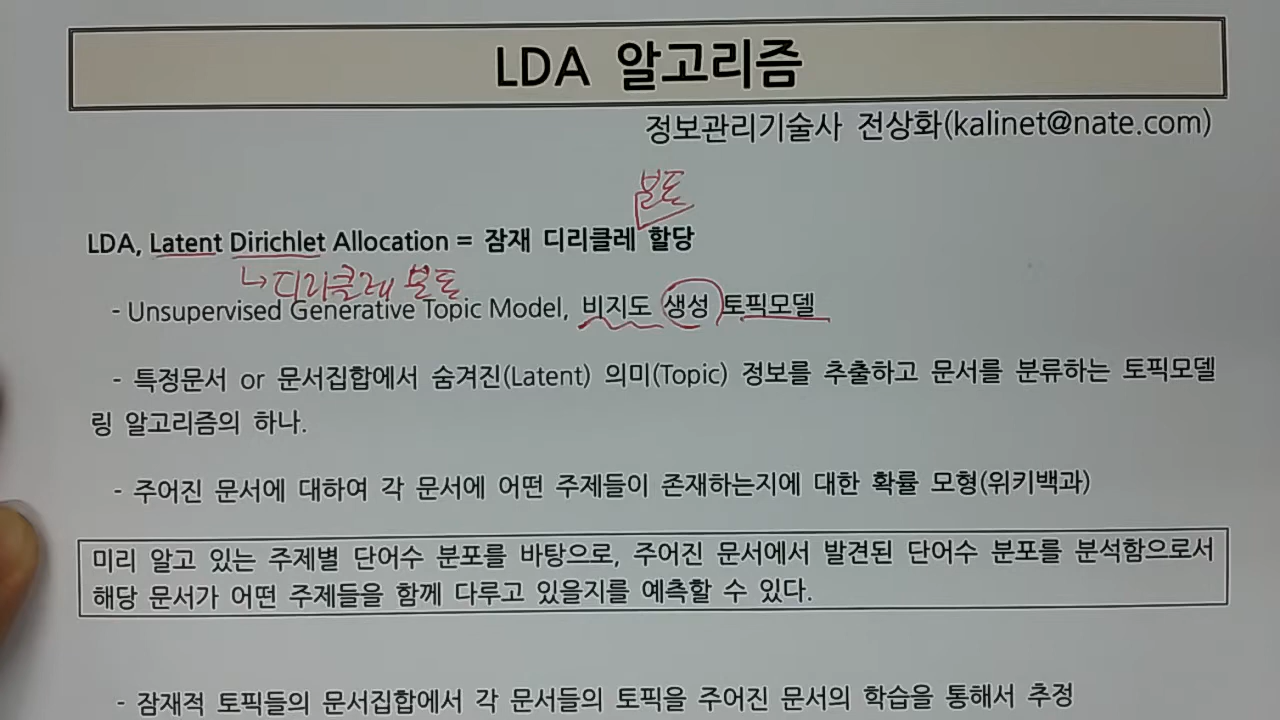 LDA 알고리즘
정보관리기술사 전상화(kalinet@nate.com)
분포
LDA, Latent Dirichlet Allocation = 잠재 디리클레 할당
↳디리클레 분포
- Unsupervised Generative Topic Model, 비지도 생성 토픽모델
- 특정문서 or 문서집합에서 숨겨진(Latent) 의미(Topic) 정보를 추출하고 문서를 분류하는 토픽모델
링 알고리즘의 하나.
- 주어진 문서에 대하여 각 문서에 어떤 주제들이 존재하는지에 대한 확률 모형(위키백과)
미리 알고 있는 주제별 단어수 분포를 바탕으로, 주어진 문서에서 발견된 단어수 분포를 분석함으로서
해당 문서가 어떤 주제들을 함께 다루고 있을지를 예측할 수 있다.
- 잠재적 토픽들의 문서집합에서 각 문서들의 토픽을 주어진 문서의 학습을 통해서 추정